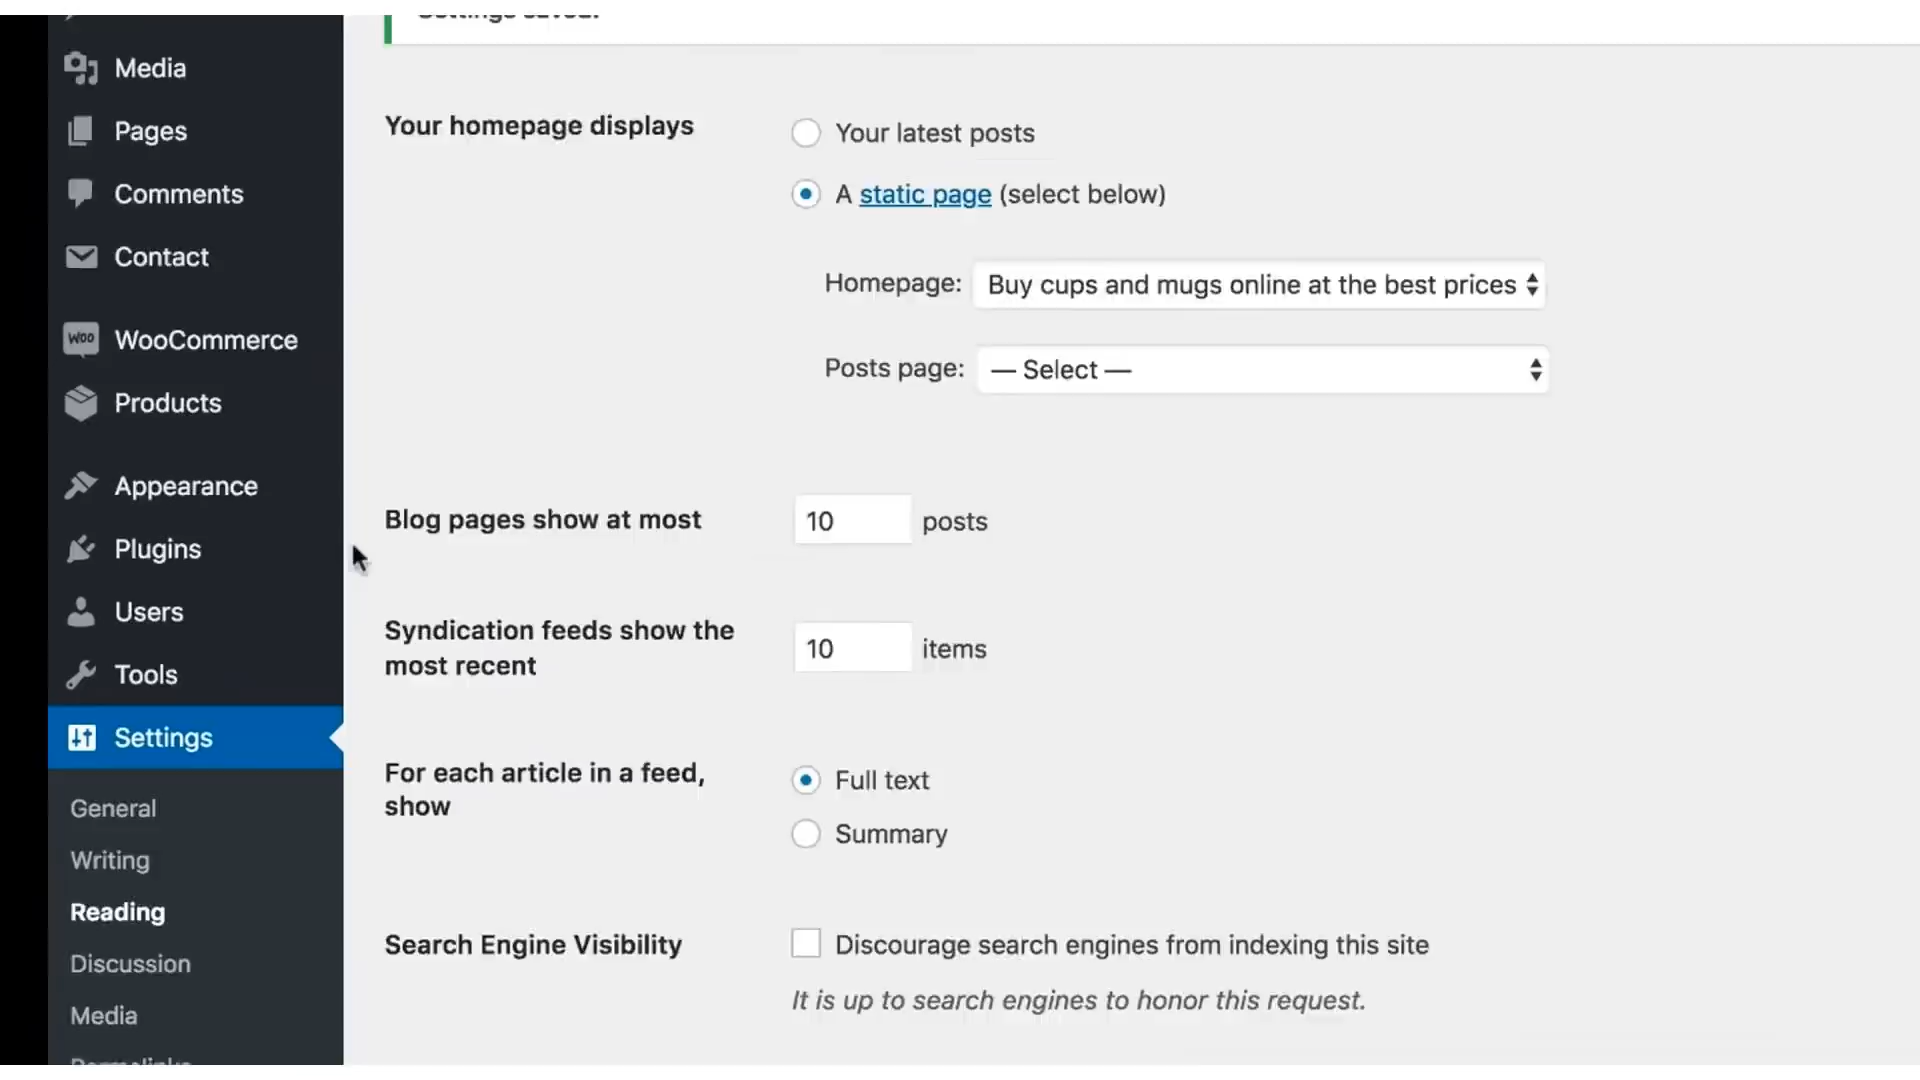 Settings saved.
Media
Pages
Comments
Contact
WOO WooCommerce
Products
Appearance
Plugins
Users
Tools
Settings
General
Writing
Reading
Discussion
Media
Permalinks
Your homepage displays
Your latest posts
A static page (select below)
Homepage: Buy cups and mugs online at the best prices
Posts page: — Select —
Blog pages show at most 10 posts
Syndication feeds show the
most recent
10 items
For each article in a feed,
show
Full text
Summary
Search Engine Visibility
Discourage search engines from indexing this site
It is up to search engines to honor this request.